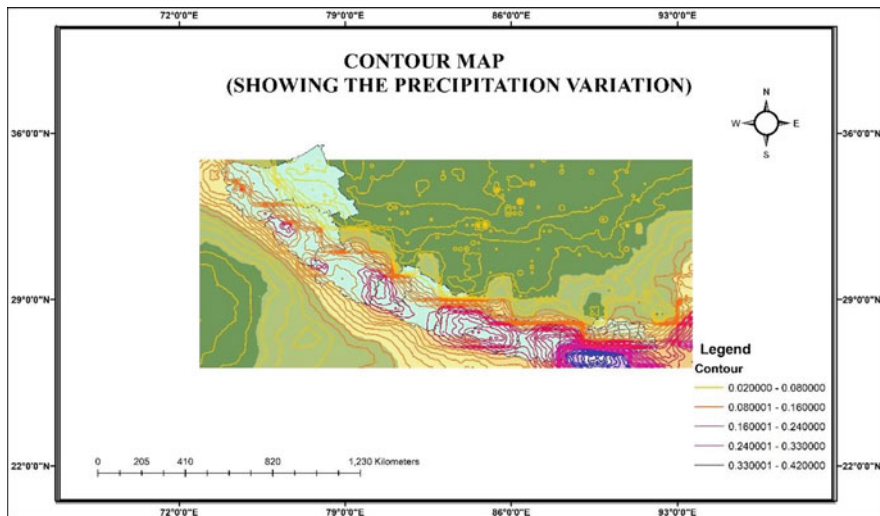 72°0'0"E 79°0'0"E 86°0'0"E 93°0'0"E
CONTOUR MAP
(SHOWING THE PRECIPITATION VARIATION)
N
W E
S
36°0'0"N 36°0'0"N
29°0'0"N 29°0'0"N
Legend
Contour
0.020000 - 0.080000
0.080001 - 0.160000
0.160001 - 0.240000
0.240001 - 0.330000
0.330001 - 0.420000
0 205 410 820 1,230 Kilometers
22°0'0"N 22°0'0"N
72°0'0"E 79°0'0"E 86°0'0"E 93°0'0"E